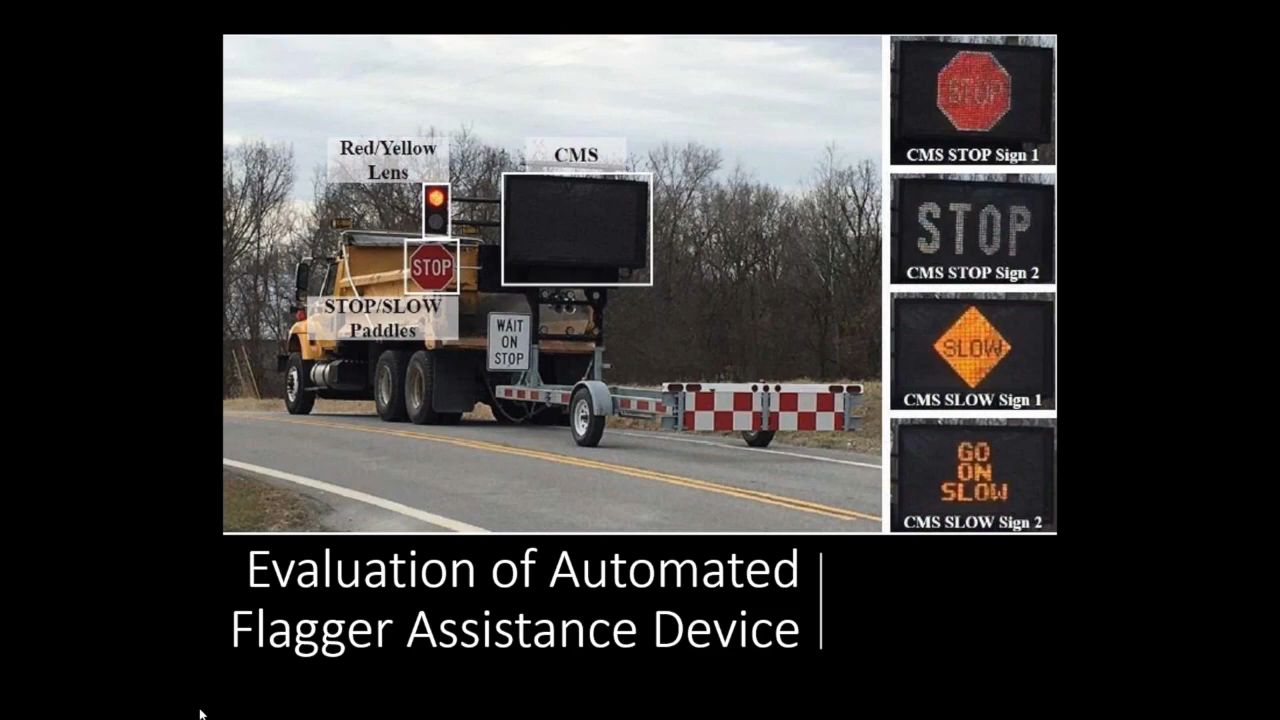 Red/Yellow
Lens
CMS
STOP
STOP/SLOW
Paddles
WAIT
ON
STOP
STOP
CMS STOP Sign 1
STOP
CMS STOP Sign 2
SLOW
CMS SLOW Sign 1
GO
ON
SLOW
CMS SLOW Sign 2
Evaluation of Automated
Flagger Assistance Device